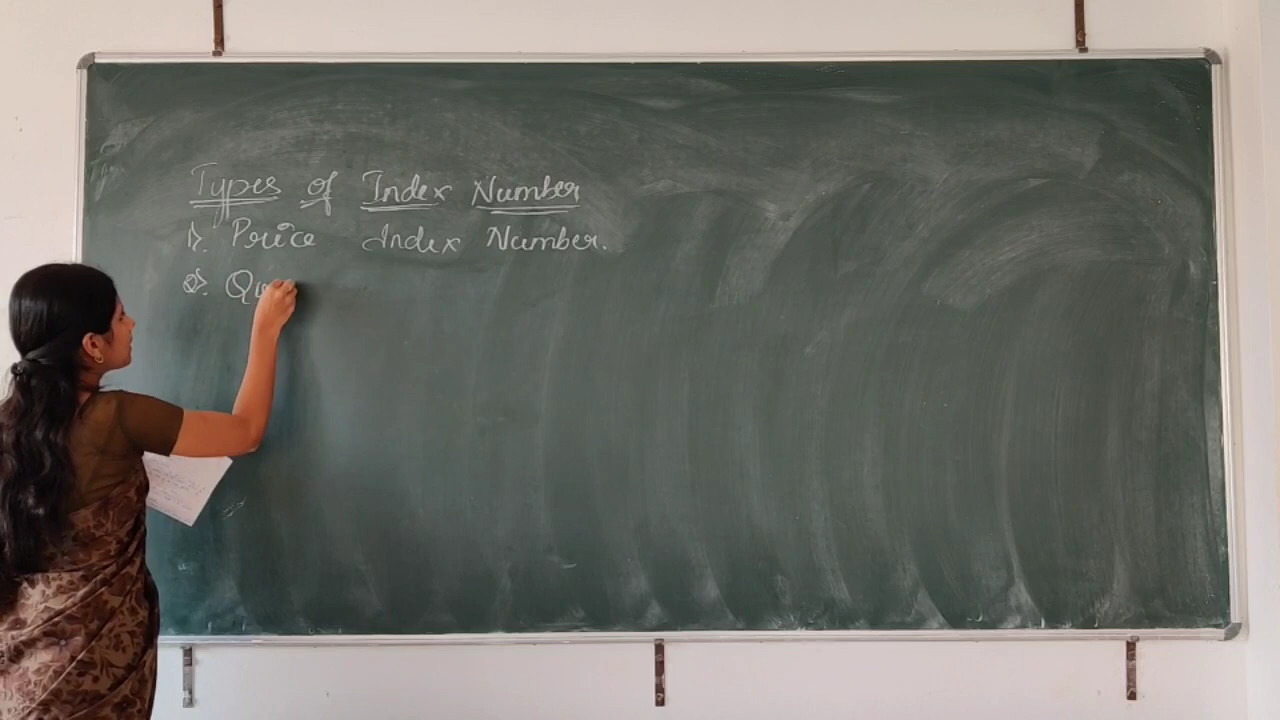 Types of Index Number
1). Price Index Number.
2). Qu